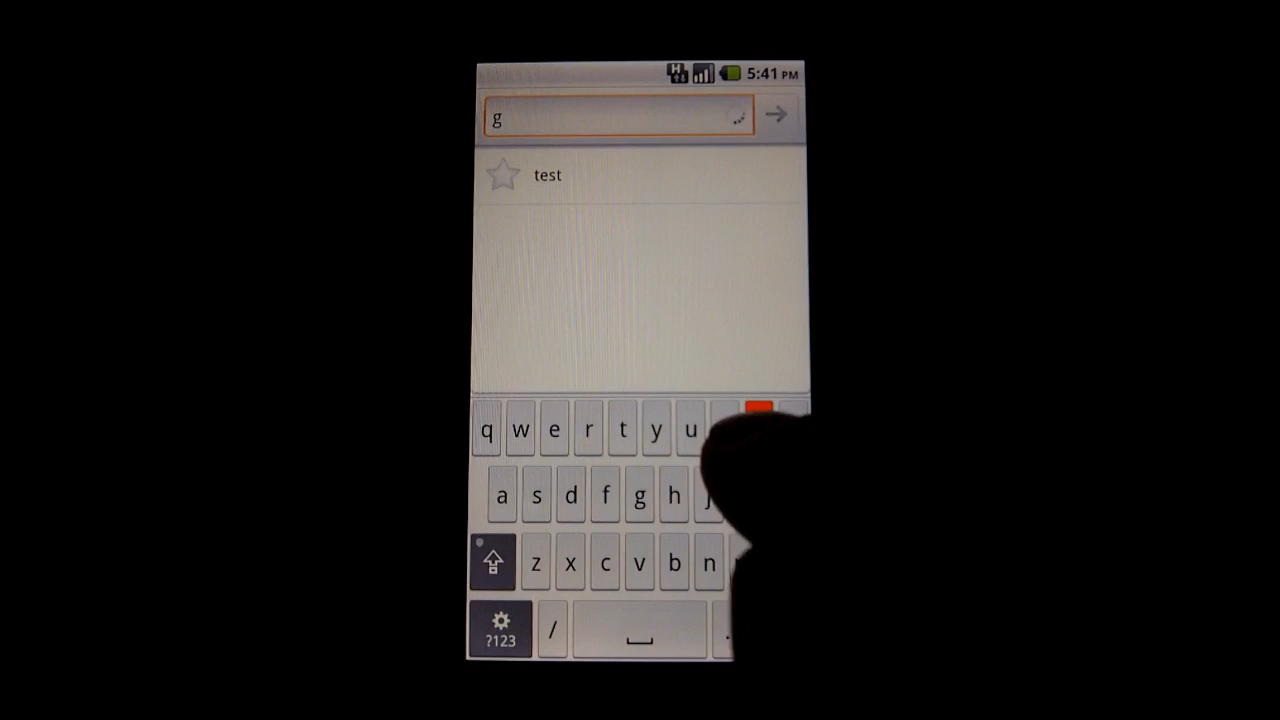 H 5:41 PM
g
test
q w e r t y u
a s d f g h j
z x c v b n
?123 / .